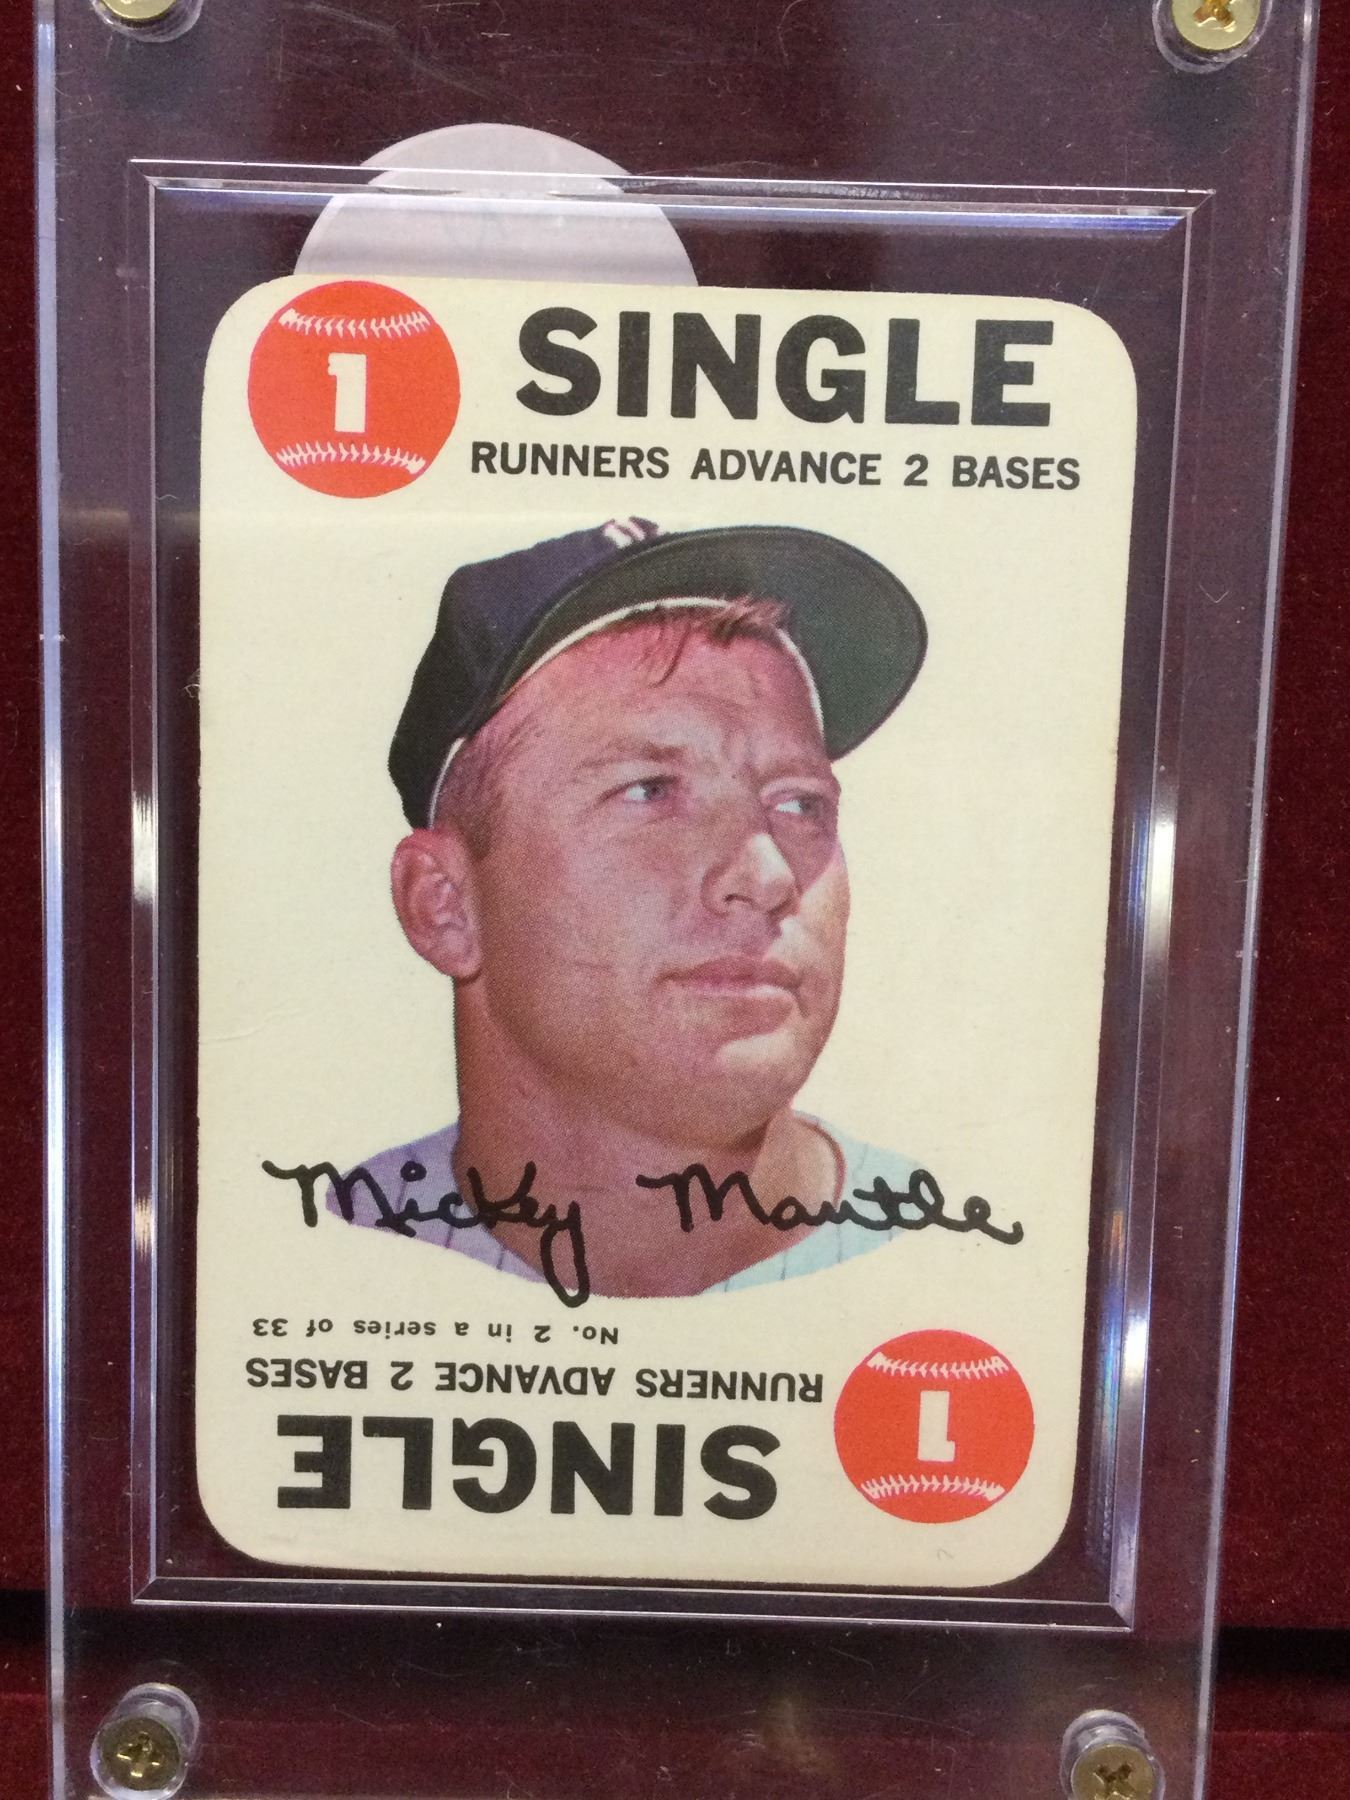 1
SINGLE
RUNNERS ADVANCE 2 BASES
Mickey Mantle
No. 2 in a series of 33
RUNNERS ADVANCE 2 BASES
SINGLE
1